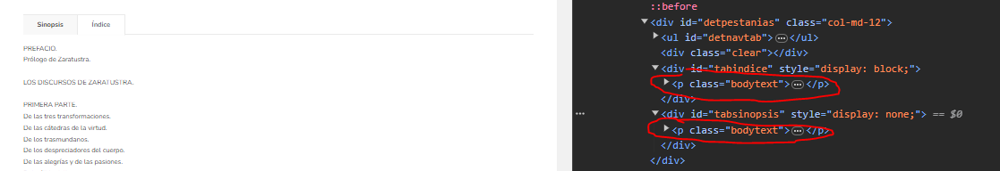 Sinopsis
Índice
PREFACIO.
Prólogo de Zaratustra.
LOS DISCURSOS DE ZARATUSTRA.
PRIMERA PARTE.
De las tres transformaciones.
De las cátedras de la virtud.
De los trasmundanos.
De los despreciadores del cuerpo.
De las alegrías y de las pasiones.
::before
<div id="detpestanias" class="col-md-12">
<ul id="detnavtab">…</ul>
<div class="clear"></div>
<div id="tabindice" style="display: block;">
<p class="bodytext">…</p>
</div>
<div id="tabsinopsis" style="display: none;"> == $0
<p class="bodytext">…</p>
</div>
</div>